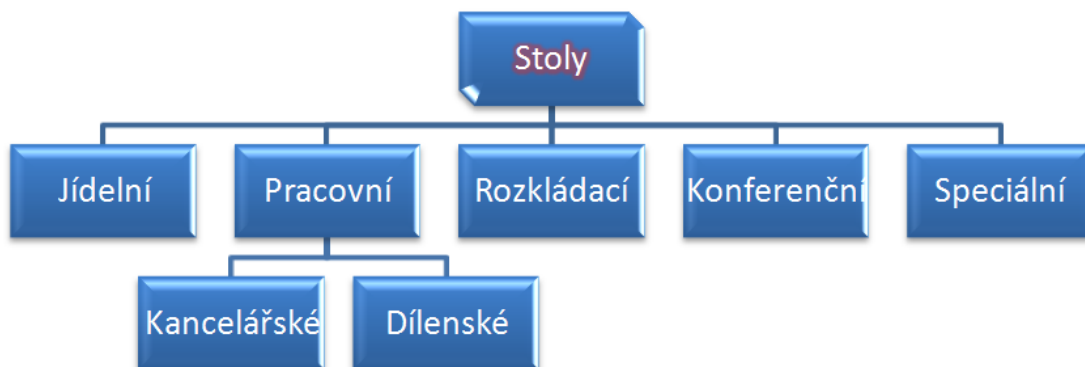 Stoly
Jídelní
Pracovní
Rozkládací
Konferenční
Speciální
Kancelářské
Dílenské